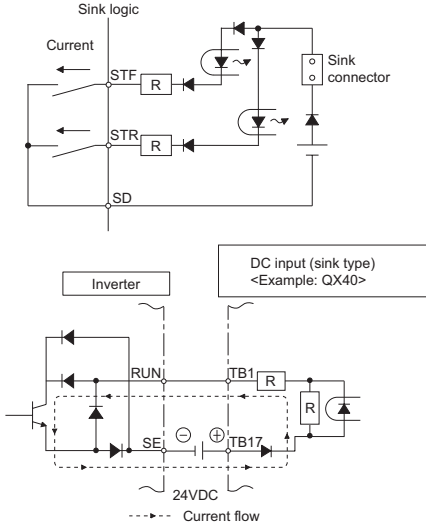 Sink logic
Current
STF
R
Sink
connector
STR
R
SD
Inverter
DC input (sink type)
<Example: QX40>
RUN
TB1
R
R
SE
TB17
24VDC
Current flow